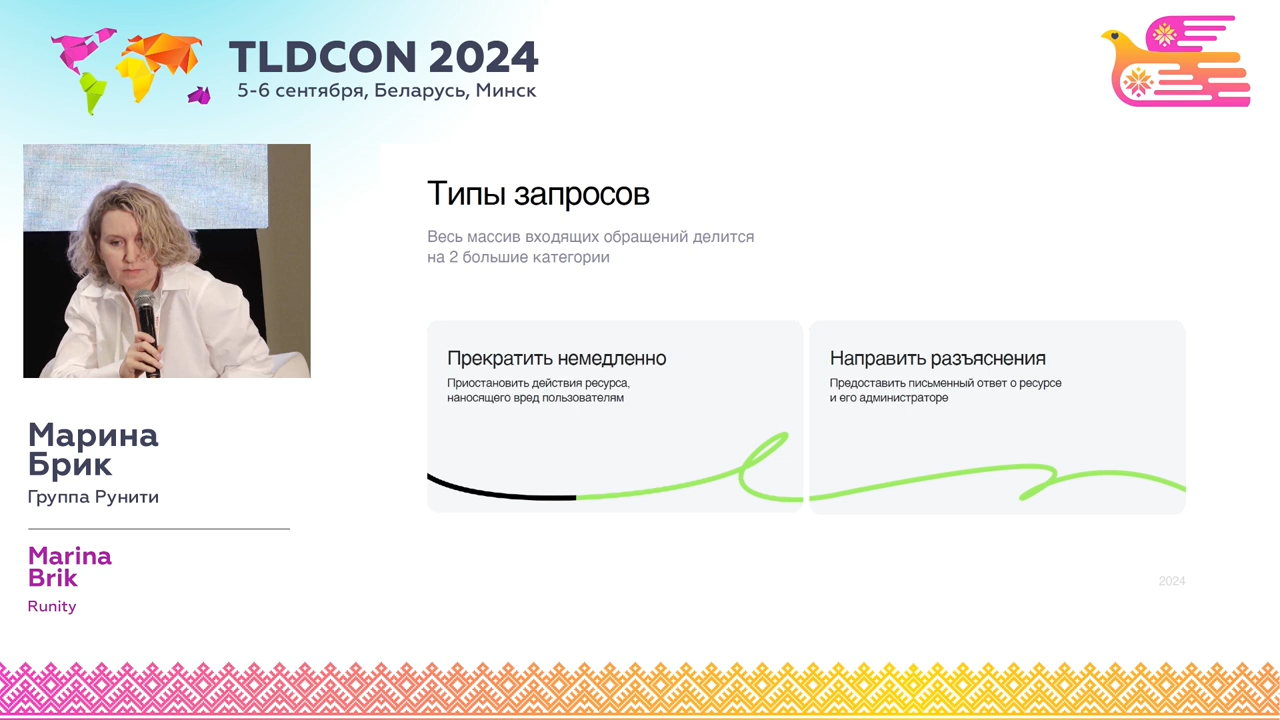 TLDCON 2024
5-6 сентября, Беларусь, Минск
Марина
Брик
Группа Рунити
Marina
Brik
Runity
Типы запросов
Весь массив входящих обращений делится
на 2 большие категории
Прекратить немедленно
Приостановить действия ресурса,
наносящего вред пользователям
Направить разъяснения
Предоставить письменный ответ о ресурсе
и его администраторе
2024